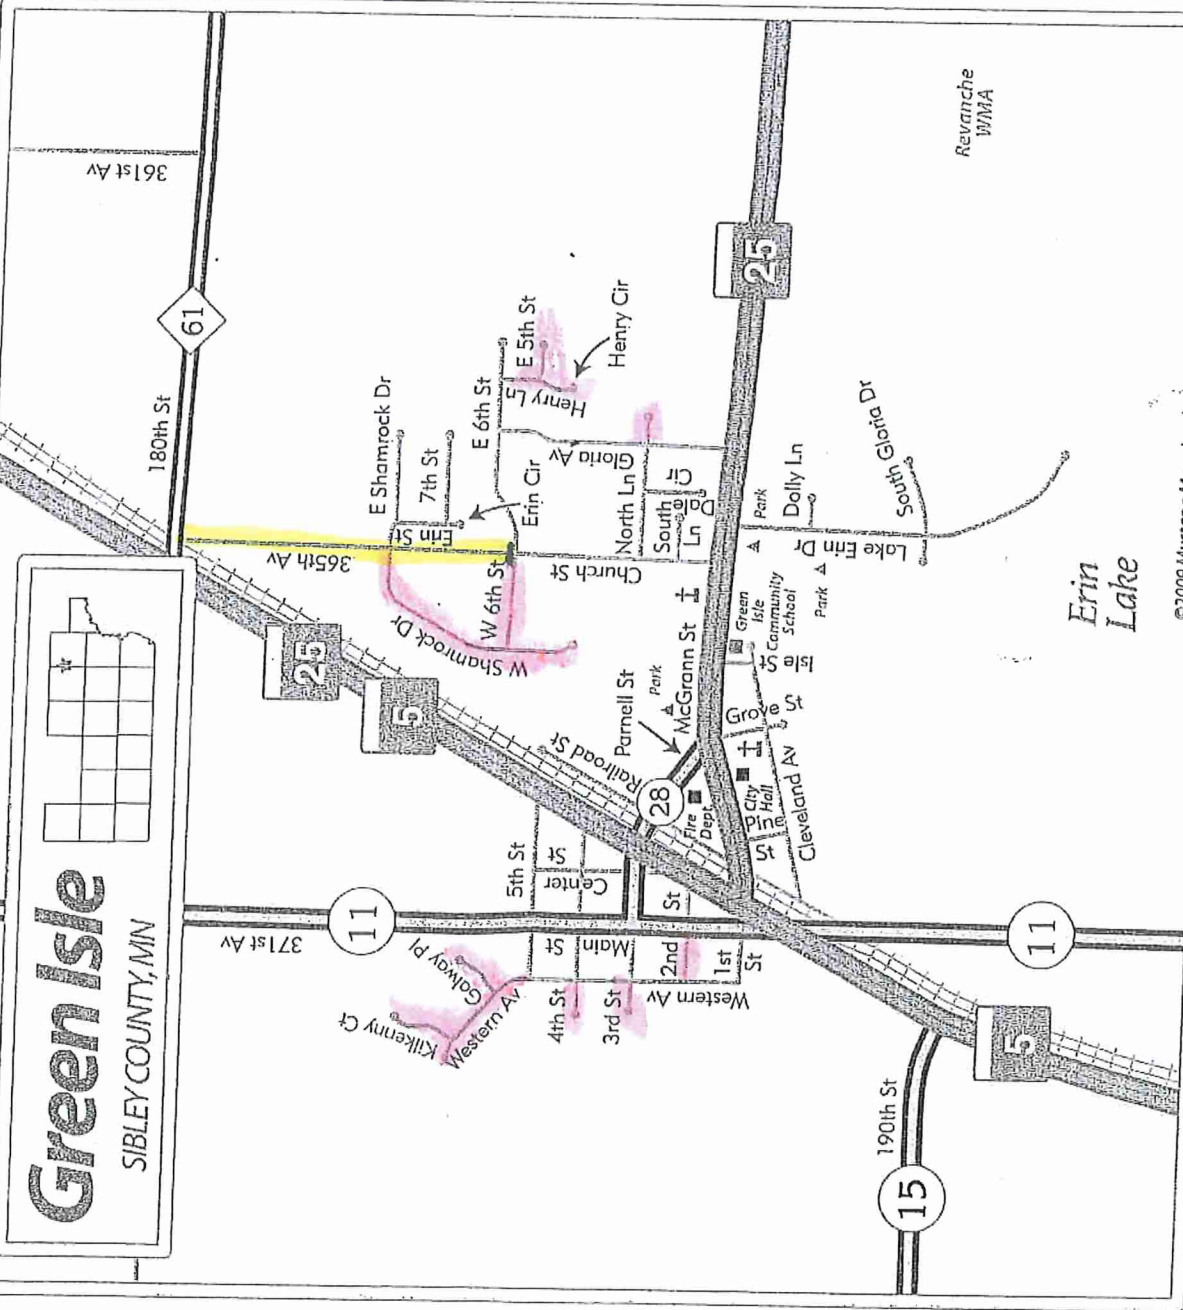 Green Isle
SIBLEY COUNTY, MN
361st Av
61
180th St
365th Av
25
5
371st Av
11
E Shamrock Dr
7th St
Erin St
Erin Cir
E 6th St
E 5th St
Henry Ln
Henry Cir
Gloria Av
North Ln
Cir
South
Dale
Ln
W 6th St
W Shamrock Dr
Church St
25
Revanche
WMA
Park
Dolly Ln
South Gloria Dr
Lake Erin Dr
Park
Green
Isle
Community
School
Isle St
McGrann St
Park
Parnell St
Railroad St
28
Fire
Dept
City
Hall
Pine
St
Grove St
Cleveland Av
5th St
Center
St
Main
St
St
2nd
1st
St
Galway Pl
Kilkenny Ct
Western Av
4th St
3rd St
Western Av
11
5
190th St
15
Erin
Lake